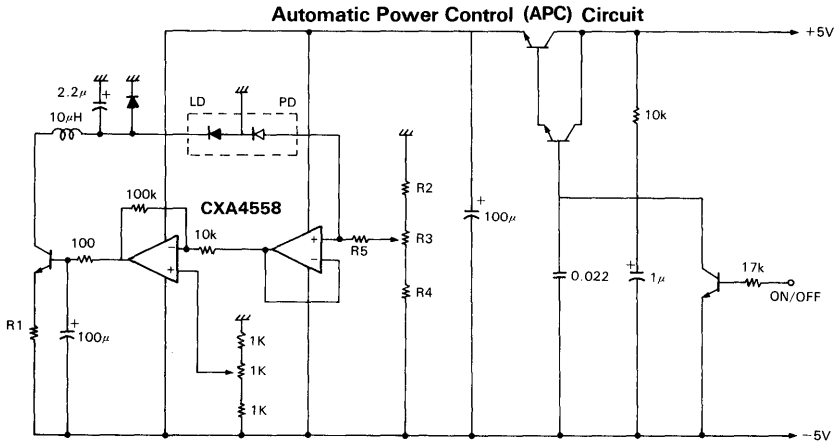 Automatic Power Control (APC) Circuit
+5V
2.2μ
+
LD
PD
10μH
10k
R2
100k
CXA4558
+
100μ
100
−
10k
+
R5
R3
−
+
0.022
+
1μ
17k
ON/OFF
R4
R1
+
100μ
1K
1K
1K
−5V